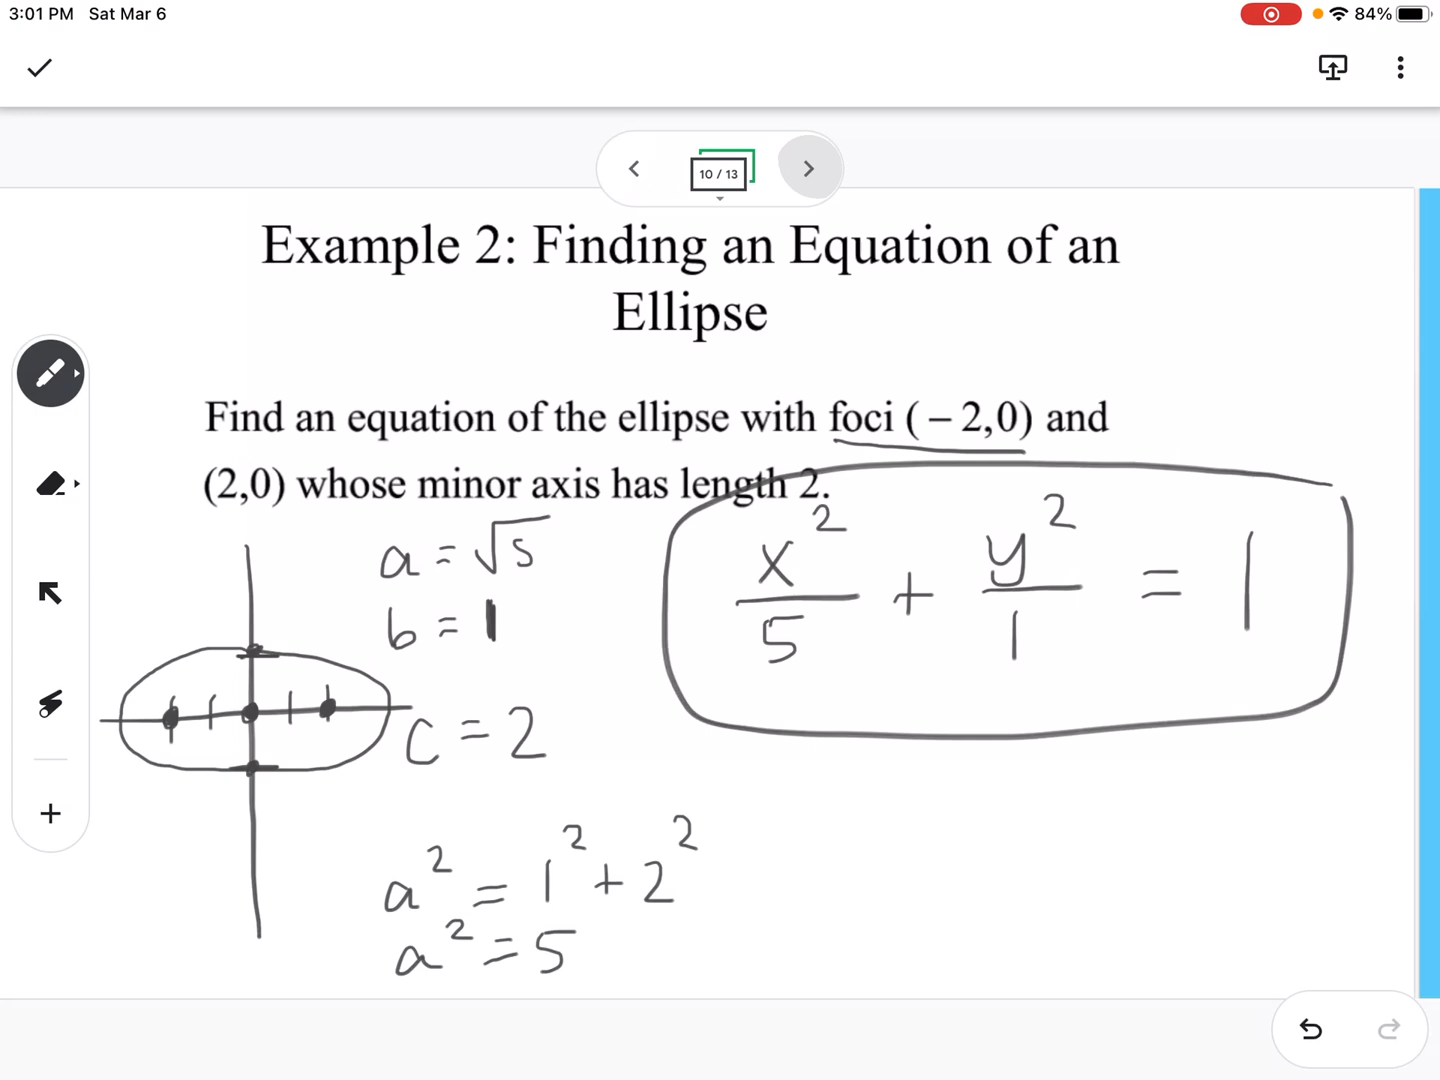 3:01 PM Sat Mar 6
84%
10 / 13
Example 2: Finding an Equation of an
Ellipse
Find an equation of the ellipse with foci (−2,0) and
(2,0) whose minor axis has length 2.
a = √5
b = 1
c = 2
x²/5 + y²/1 = 1
a² = 1² + 2²
a² = 5